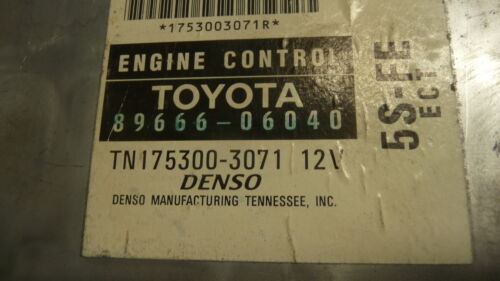 *1753003071R*
ENGINE CONTROL
TOYOTA
89666-06040
TN175300-3071 12V
DENSO
DENSO MANUFACTURING TENNESSEE, INC.
5S-FE
ECT